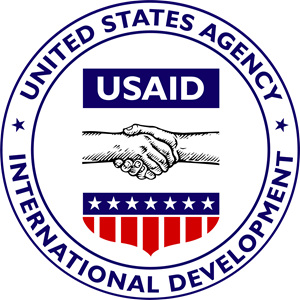 UNITED STATES AGENCY
USAID
INTERNATIONAL DEVELOPMENT